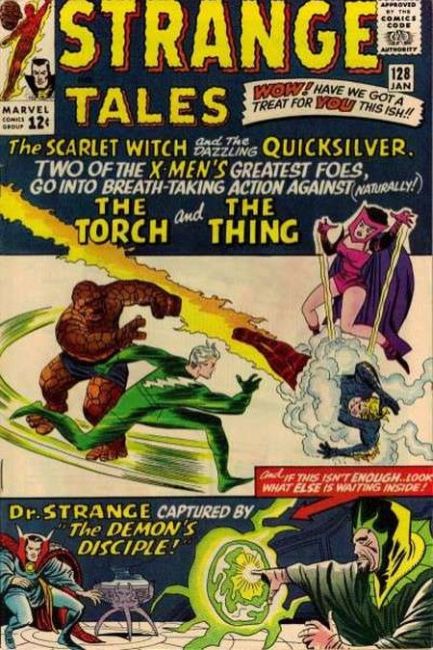 STRANGE
TALES
MARVEL
COMICS
GROUP
12¢
APPROVED
BY THE
COMICS
CODE
AUTHORITY
128
JAN
WOW! HAVE WE GOT A
TREAT FOR YOU THIS ISH!!
The SCARLET WITCH and The DAZZLING QUICKSILVER,
TWO OF THE X-MEN'S GREATEST FOES,
GO INTO BREATH-TAKING ACTION AGAINST (NATURALLY!)
THE TORCH and THE THING
And IF THIS ISN'T ENOUGH..LOOK
WHAT ELSE IS WAITING INSIDE!
Dr. STRANGE CAPTURED BY
"The DEMON'S
DISCIPLE!"